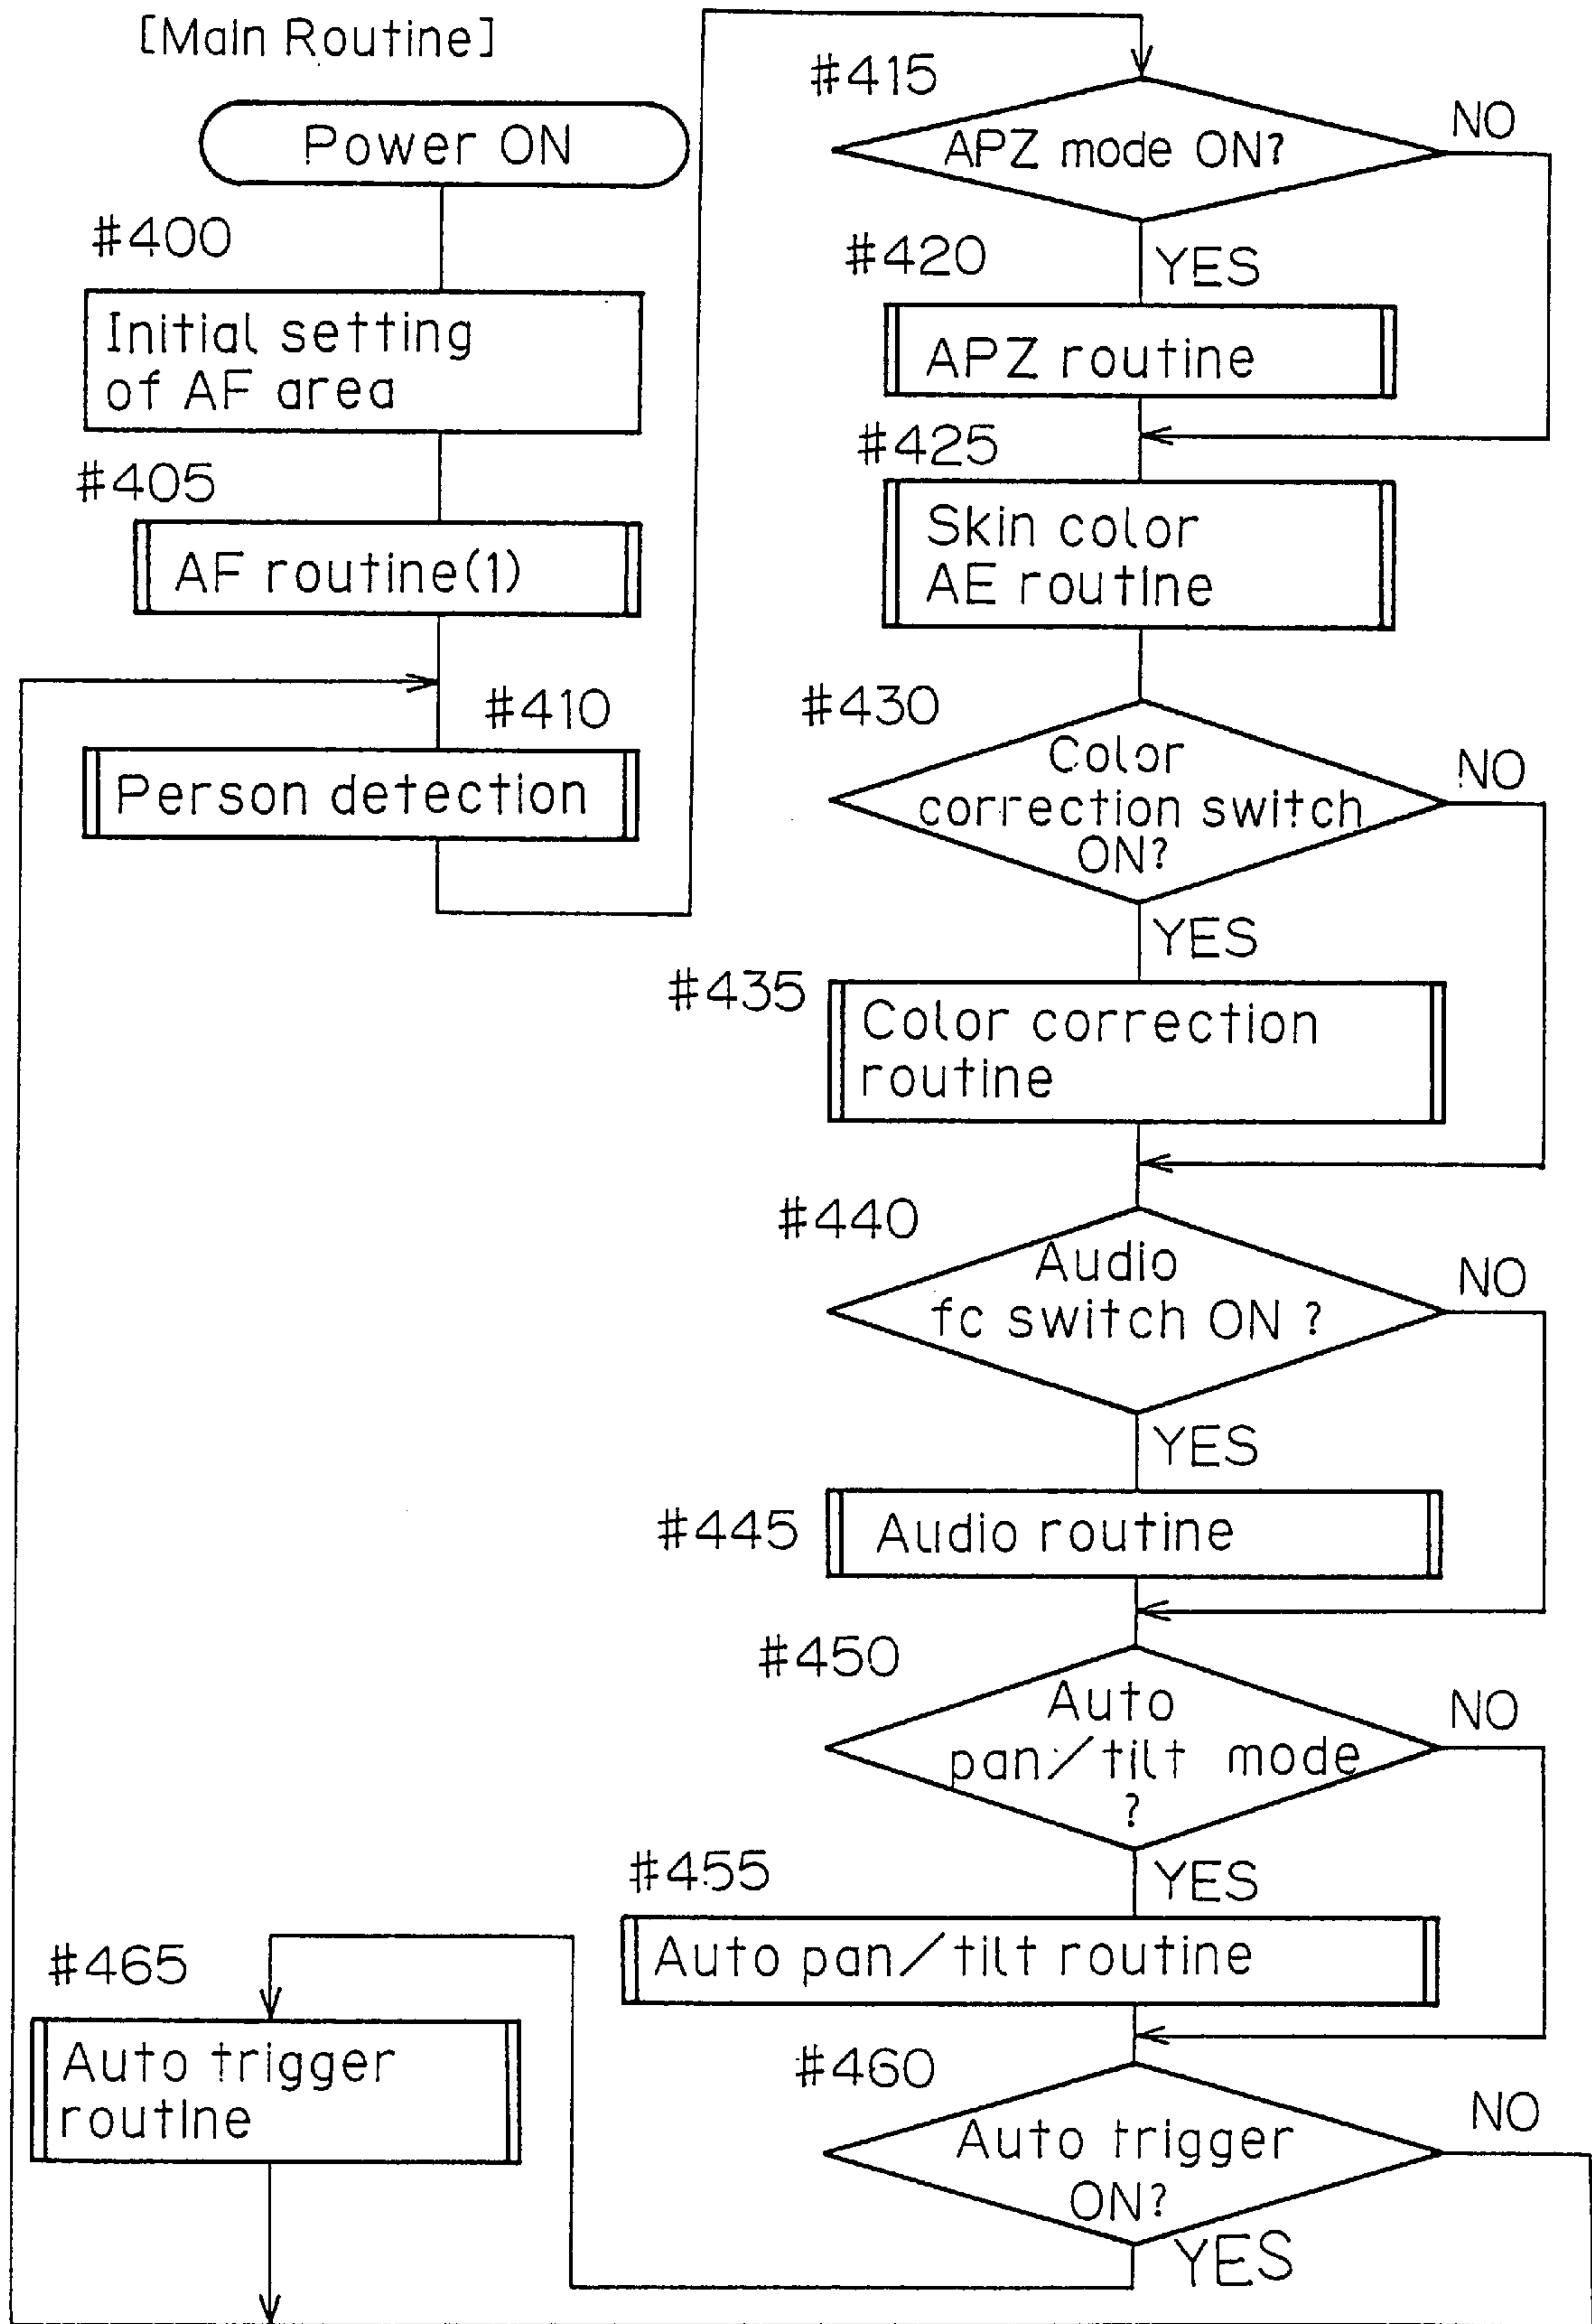 [Main Routine]
Power ON
#400
Initial setting
of AF area
#405
AF routine(1)
#410
Person detection
#415
APZ mode ON?
NO
YES
#420
APZ routine
#425
Skin color
AE routine
#430
Color
correction switch
ON?
NO
YES
#435
Color correction
routine
#440
Audio
fc switch ON ?
NO
YES
#445
Audio routine
#450
Auto
pan/tilt mode
?
NO
YES
#455
Auto pan/tilt routine
#460
Auto trigger
ON?
NO
YES
#465
Auto trigger
routine